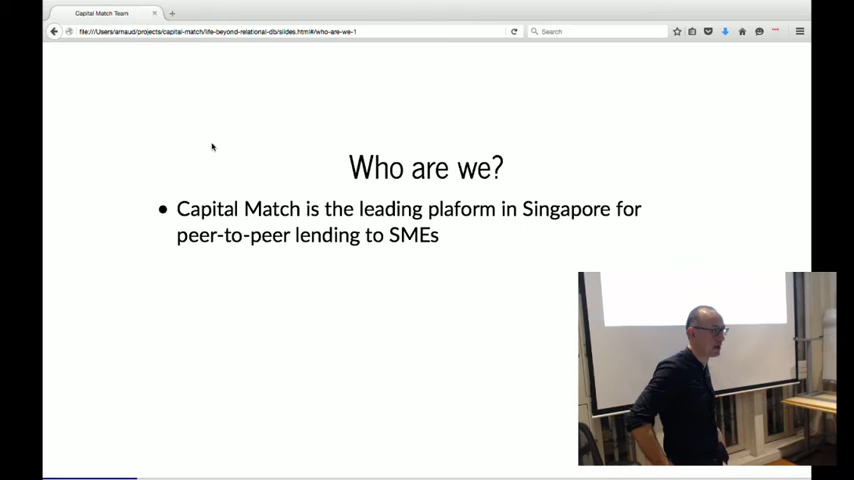 Capital Match Team
file:///Users/arnaud/projects/capital-match/life-beyond-relational-db/slides.html#/who-are-we-1
Search
Who are we?
• Capital Match is the leading plaform in Singapore for
peer-to-peer lending to SMEs